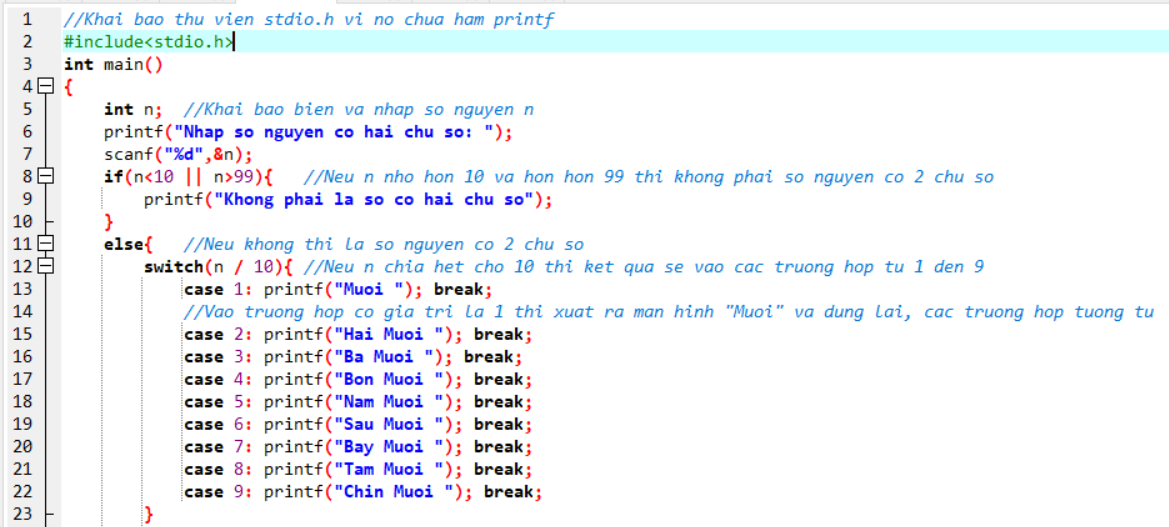 1 //Khai bao thu vien stdio.h vi no chua ham printf
2 #include<stdio.h>
3 int main()
4 {
5 int n; //Khai bao bien va nhap so nguyen n
6 printf("Nhap so nguyen co hai chu so: ");
7 scanf("%d",&n);
8 if(n<10 || n>99){ //Neu n nho hon 10 va hon hon 99 thi khong phai so nguyen co 2 chu so
9 printf("Khong phai la so co hai chu so");
10 }
11 else{ //Neu khong thi la so nguyen co 2 chu so
12 switch(n / 10){ //Neu n chia het cho 10 thi ket qua se vao cac truong hop tu 1 den 9
13 case 1: printf("Muoi "); break;
14 //Vao truong hop co gia tri la 1 thi xuat ra man hinh "Muoi" va dung lai, cac truong hop tuong tu
15 case 2: printf("Hai Muoi "); break;
16 case 3: printf("Ba Muoi "); break;
17 case 4: printf("Bon Muoi "); break;
18 case 5: printf("Nam Muoi "); break;
19 case 6: printf("Sau Muoi "); break;
20 case 7: printf("Bay Muoi "); break;
21 case 8: printf("Tam Muoi "); break;
22 case 9: printf("Chin Muoi "); break;
23 }